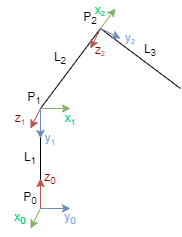 P₂
x₂
y₂
z₂
L₃
L₂
P₁
z₁
x₁
y₁
L₁
z₀
P₀
x₀
y₀